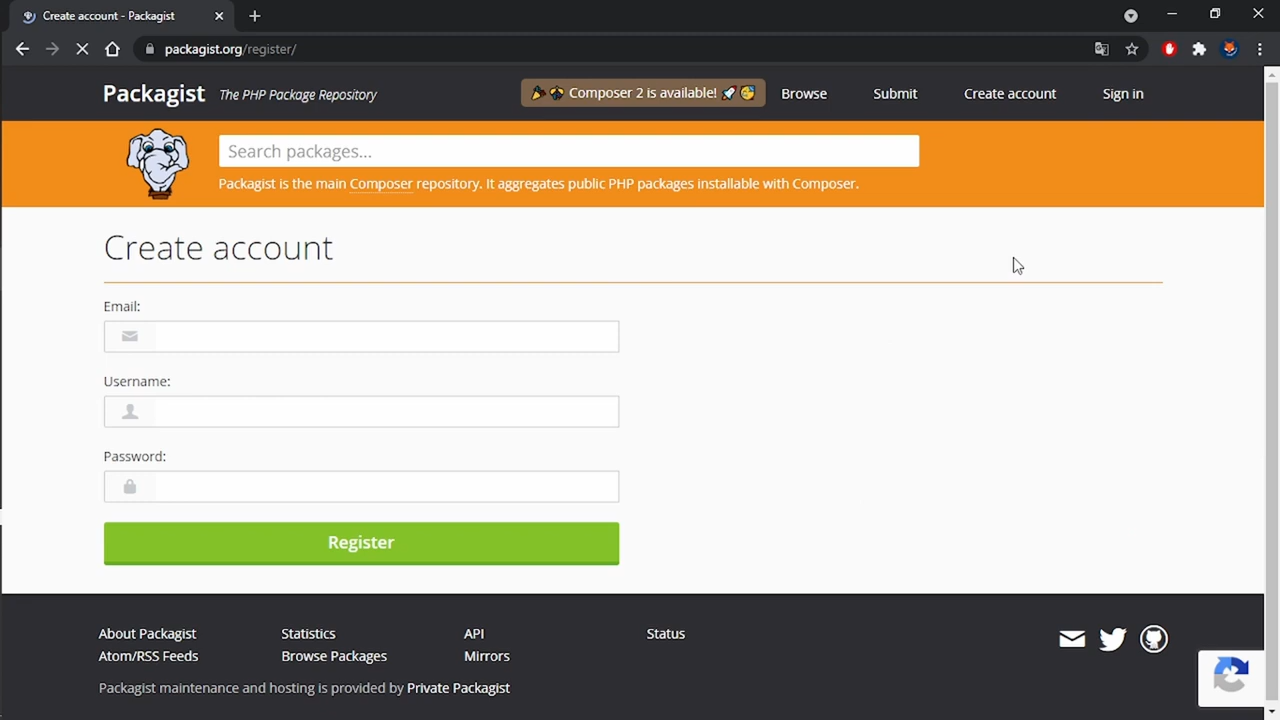 Create account - Packagist
packagist.org/register/
Packagist The PHP Package Repository
Composer 2 is available!
Browse
Submit
Create account
Sign in
Search packages...
Packagist is the main Composer repository. It aggregates public PHP packages installable with Composer.
Create account
Email:
Username:
Password:
Register
About Packagist
Statistics
API
Status
Atom/RSS Feeds
Browse Packages
Mirrors
Packagist maintenance and hosting is provided by Private Packagist